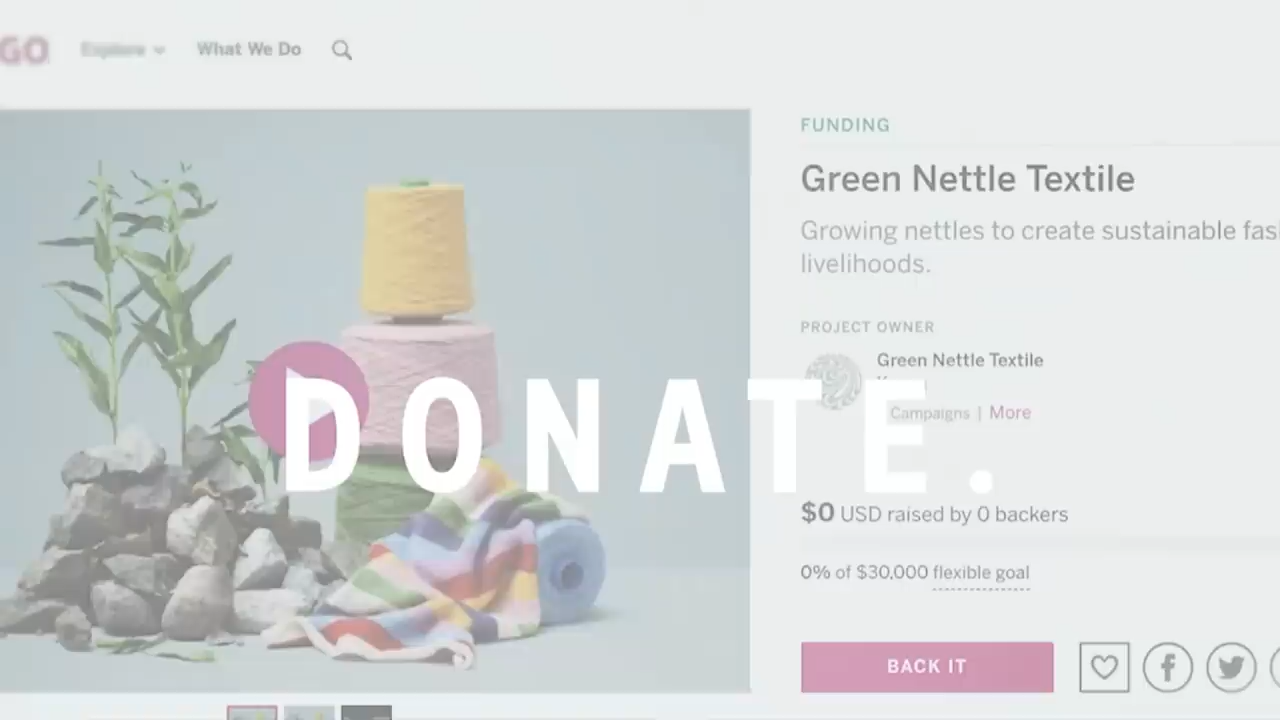 GO Explore What We Do
FUNDING
Green Nettle Textile
Growing nettles to create sustainable
livelihoods.
PROJECT OWNER
Green Nettle Textile
Campaigns | More
DONATE.
$0 USD raised by 0 backers
0% of $30,000 flexible goal
BACK IT